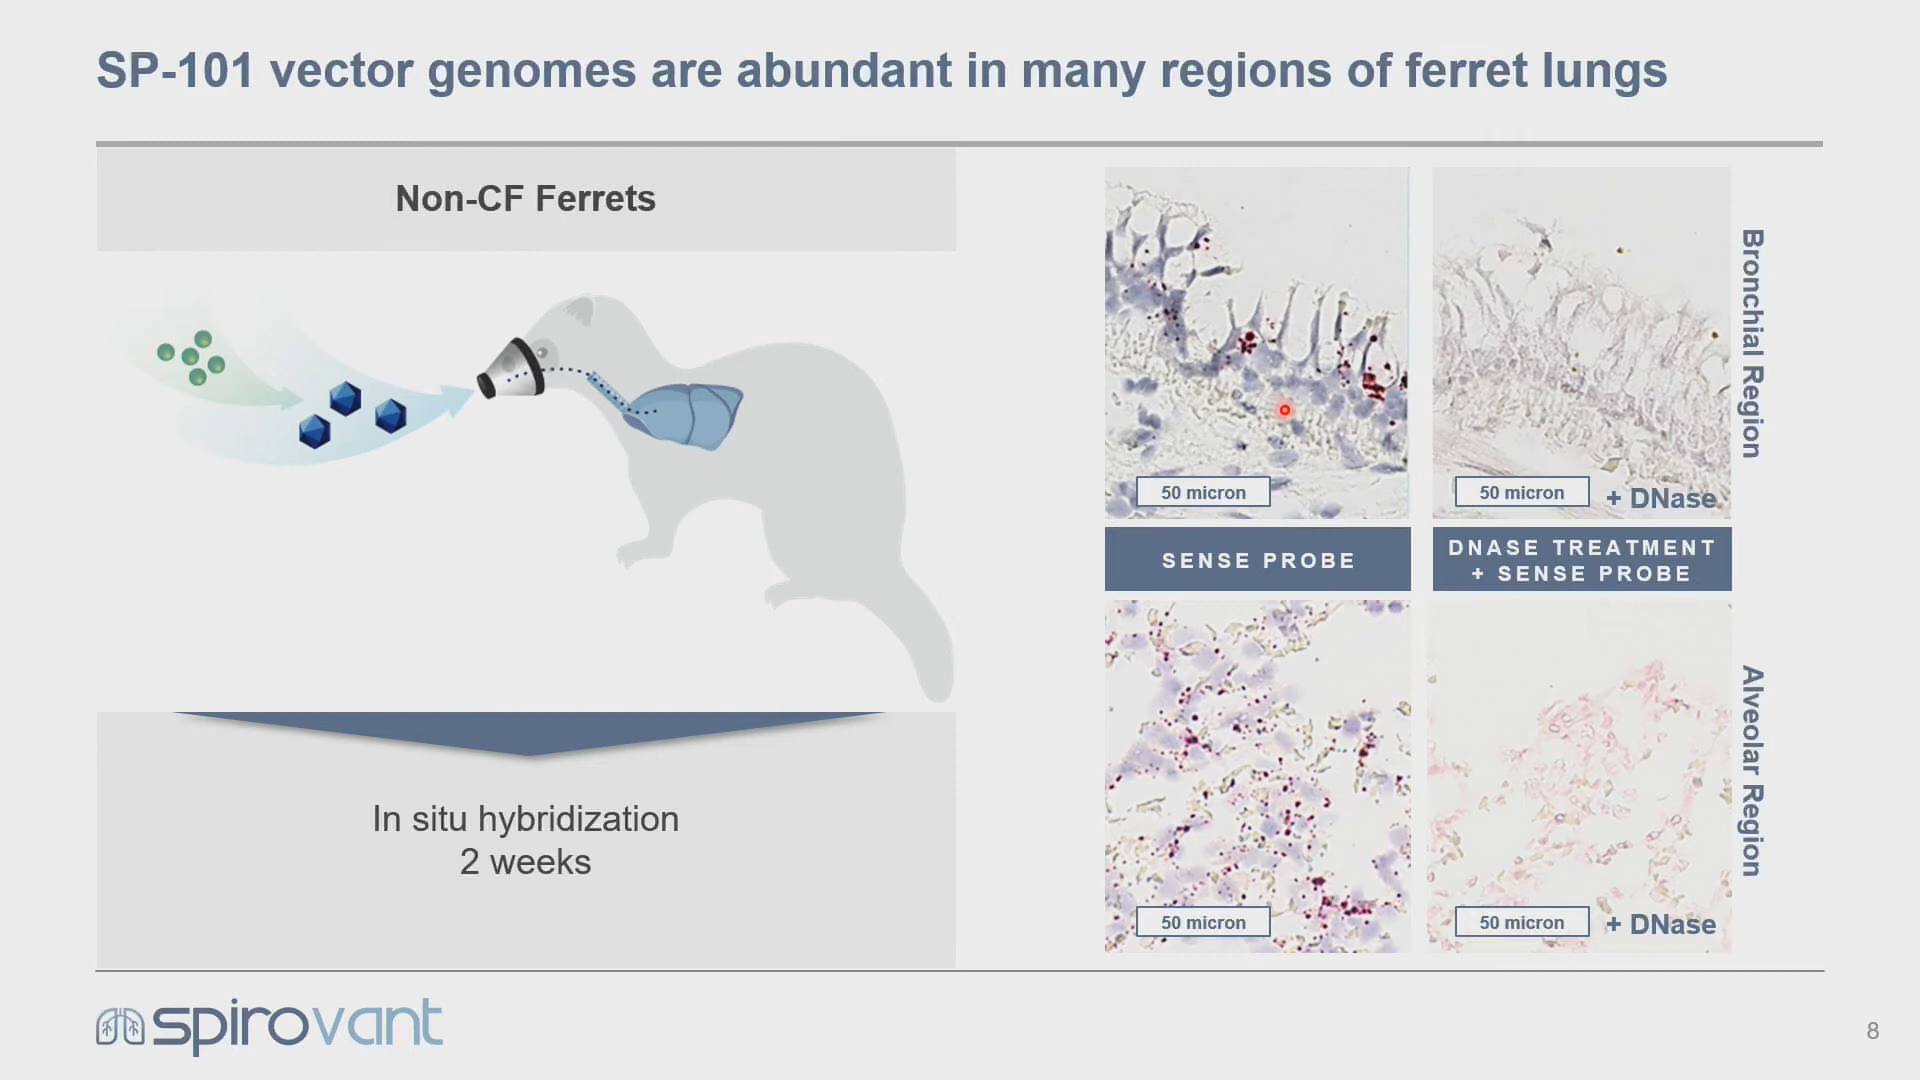 SP-101 vector genomes are abundant in many regions of ferret lungs
Non-CF Ferrets
In situ hybridization
2 weeks
50 micron
50 micron
+ DNase
Bronchial Region
SENSE PROBE
DNASE TREATMENT
+ SENSE PROBE
50 micron
50 micron
+ DNase
Alveolar Region
spirovant
8